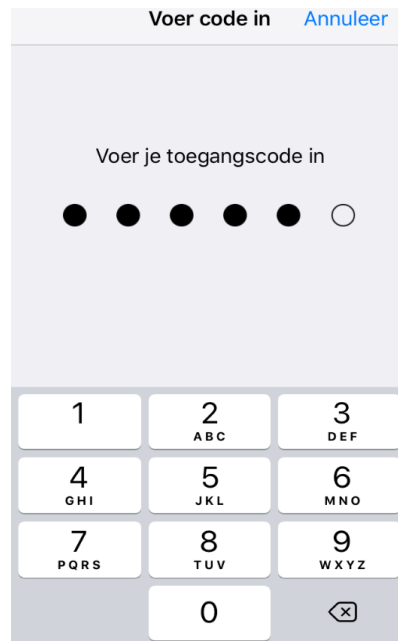 Voer code in Annuleer
Voer je toegangscode in
1 2 3
ABC DEF
4 5 6
GHI JKL MNO
7 8 9
PQRS TUV WXYZ
0